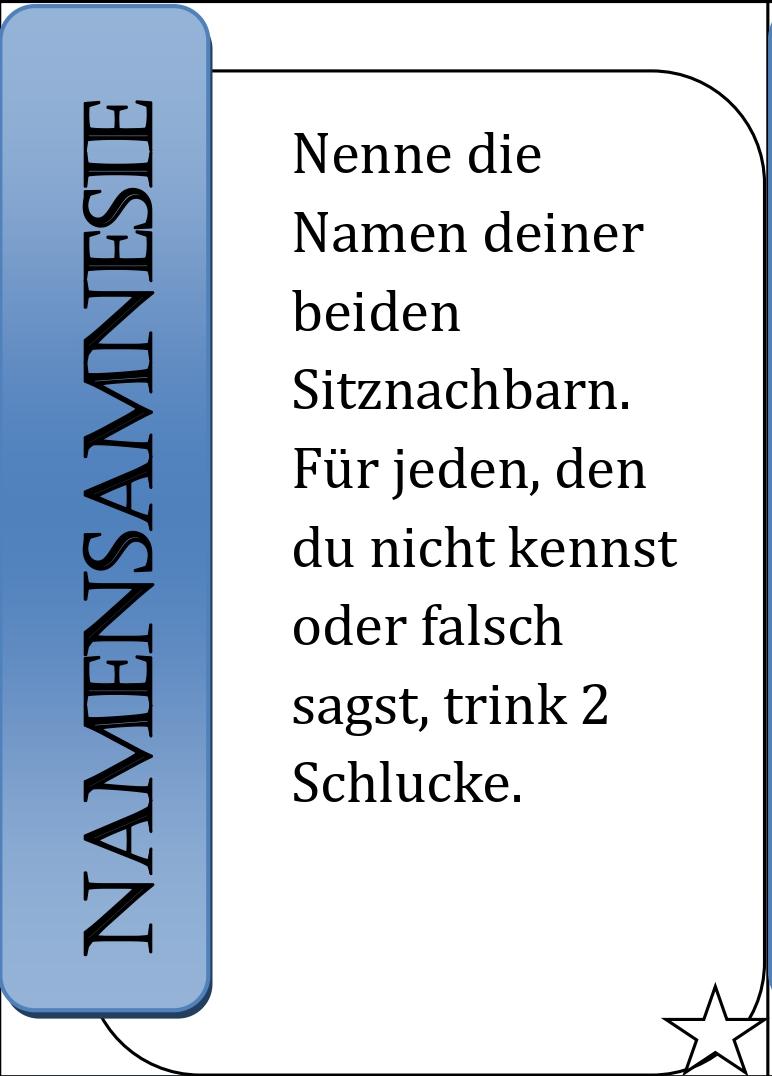 NAMENSAMNESIE
Nenne die
Namen deiner
beiden
Sitznachbarn.
Für jeden, den
du nicht kennst
oder falsch
sagst, trink 2
Schlucke.